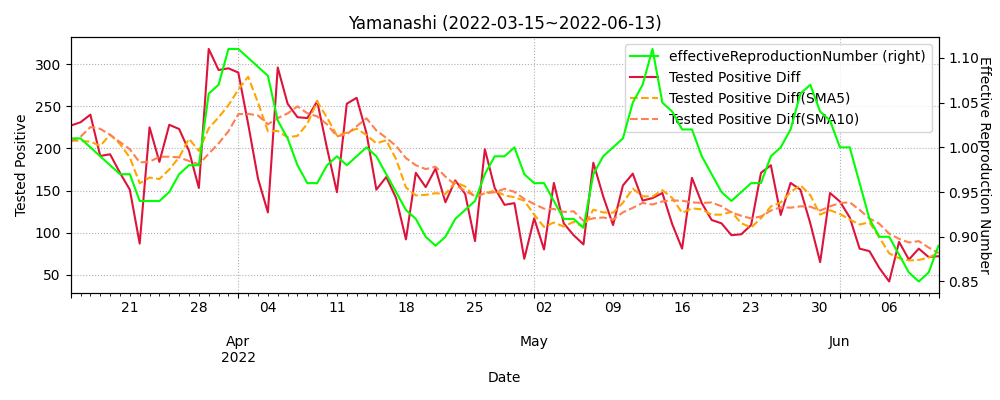 Yamanashi (2022-03-15~2022-06-13)
effectiveReproductionNumber (right)
Tested Positive Diff
Tested Positive Diff(SMA5)
Tested Positive Diff(SMA10)
Tested Positive
300
250
200
150
100
50
1.10
1.05
1.00
0.95
0.90
0.85
Effective Reproduction Number
21 28 04 11 18 25 02 09 16 23 30 06
Apr May Jun
2022
Date